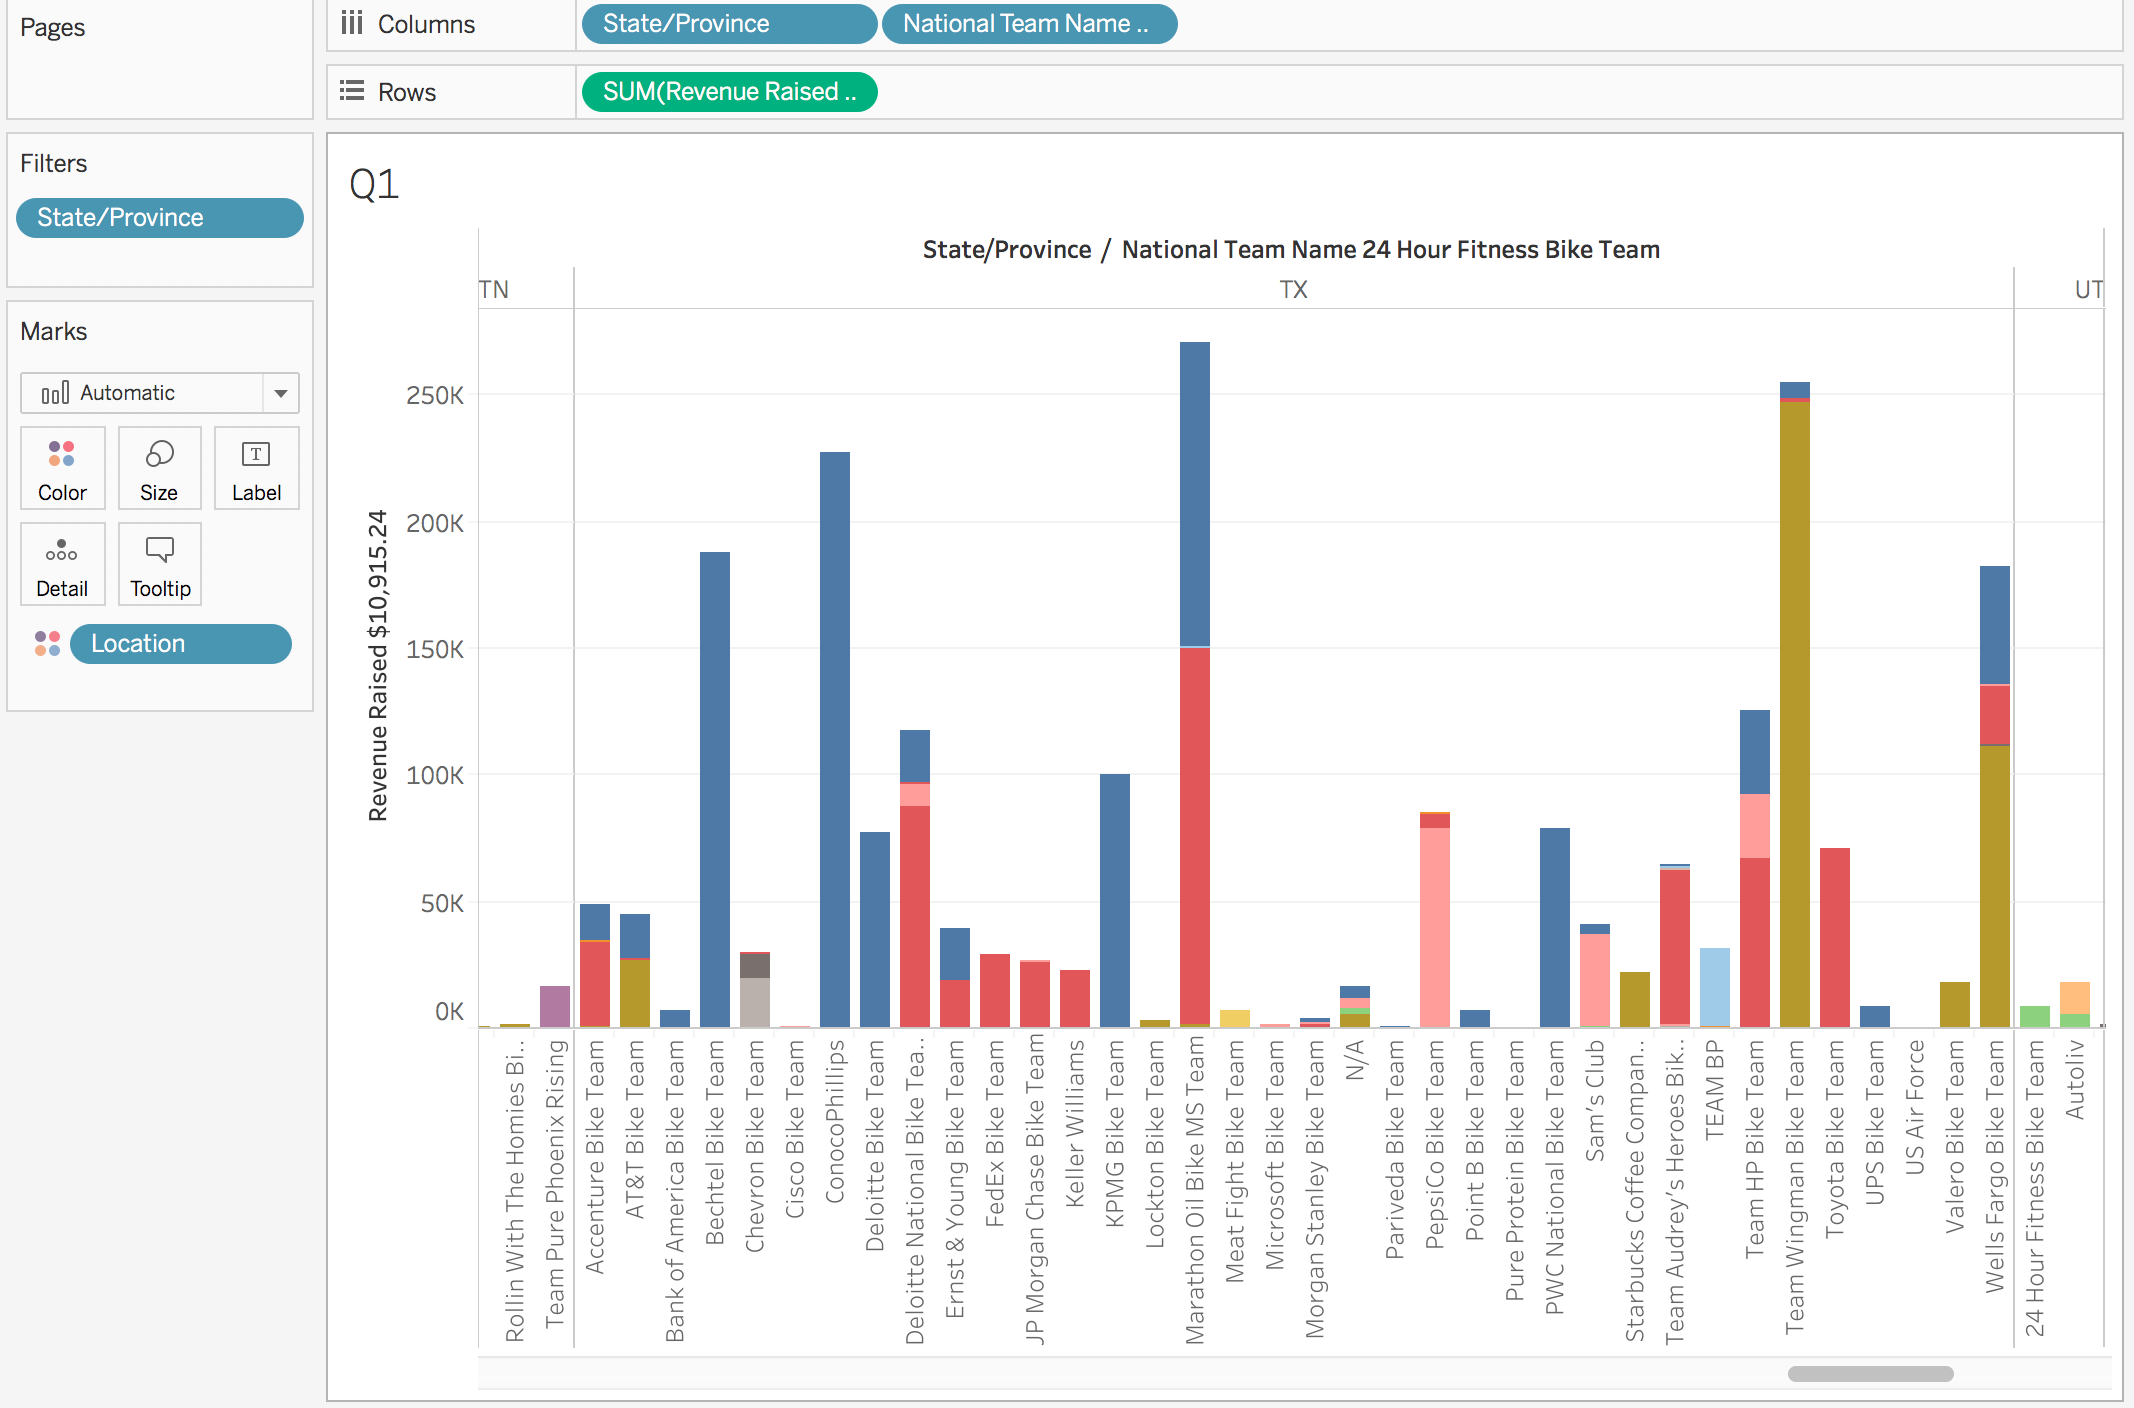 Pages
Columns
State/Province
National Team Name ..
Rows
SUM(Revenue Raised ..
Filters
State/Province
Marks
Automatic
Color
Size
T
Label
Detail
Tooltip
Location
Q1
State/Province / National Team Name 24 Hour Fitness Bike Team
TN
TX
UT
Revenue Raised $10,915.24
250K
200K
150K
100K
50K
0K
Rollin With The Homies Bi..
Team Pure Phoenix Rising
Accenture Bike Team
AT&T Bike Team
Bank of America Bike Team
Bechtel Bike Team
Chevron Bike Team
Cisco Bike Team
ConocoPhillips
Deloitte Bike Team
Deloitte National Bike Tea..
Ernst & Young Bike Team
FedEx Bike Team
JP Morgan Chase Bike Team
Keller Williams
KPMG Bike Team
Lockton Bike Team
Marathon Oil Bike MS Team
Meat Fight Bike Team
Microsoft Bike Team
Morgan Stanley Bike Team
N/A
Pariveda Bike Team
PepsiCo Bike Team
Point B Bike Team
Pure Protein Bike Team
PWC National Bike Team
Sam's Club
Starbucks Coffee Compan..
Team Audrey's Heroes Bik..
TEAM BP
Team HP Bike Team
Team Wingman Bike Team
Toyota Bike Team
UPS Bike Team
US Air Force
Valero Bike Team
Wells Fargo Bike Team
24 Hour Fitness Bike Team
Autoliv